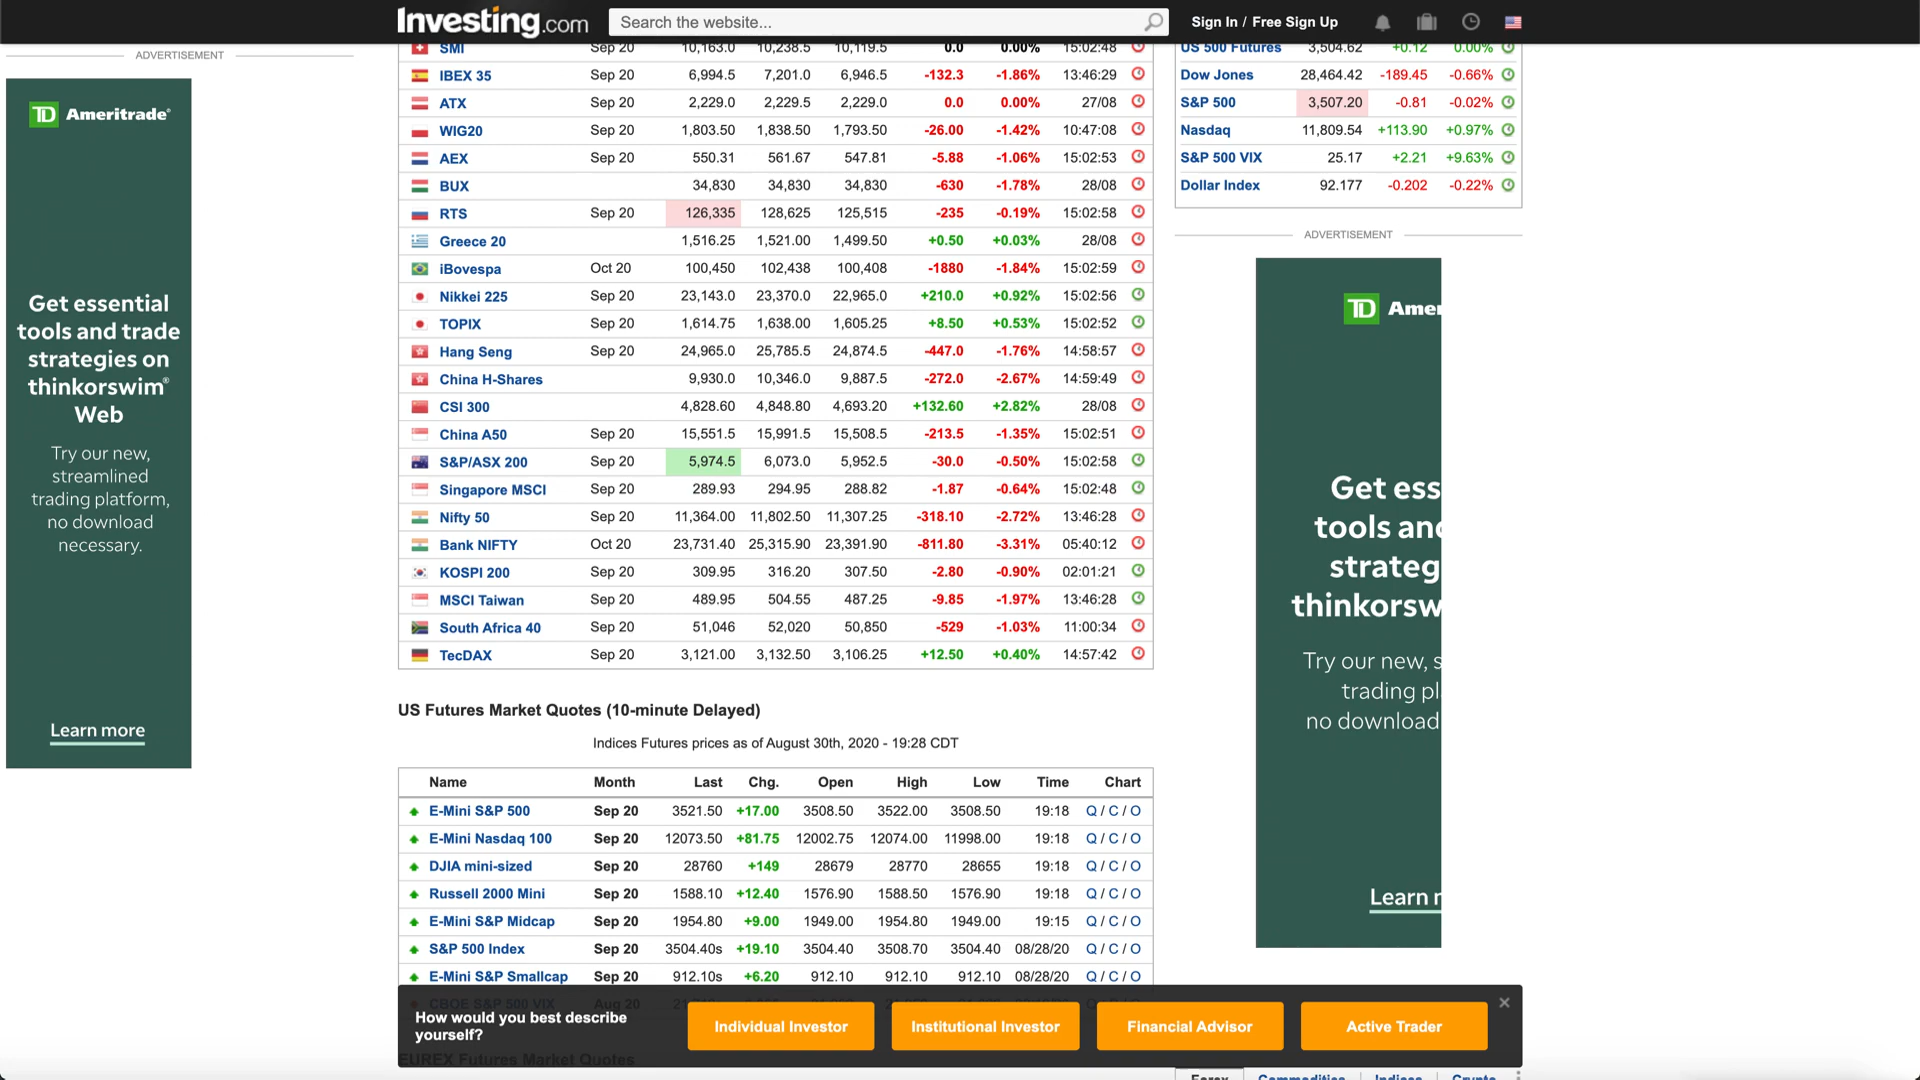 Investing.com
Search the website...
Sign In / Free Sign Up
ADVERTISEMENT
TD Ameritrade®
Get essential
tools and trade
strategies on
thinkorswim®
Web
Try our new,
streamlined
trading platform,
no download
necessary.
Learn more
SMI Sep 20 10,163.0 10,238.5 10,119.5 0.0 0.00% 15:02:48
IBEX 35 Sep 20 6,994.5 7,201.0 6,946.5 -132.3 -1.86% 13:46:29
ATX Sep 20 2,229.0 2,229.5 2,229.0 0.0 0.00% 27/08
WIG20 Sep 20 1,803.50 1,838.50 1,793.50 -26.00 -1.42% 10:47:08
AEX Sep 20 550.31 561.67 547.81 -5.88 -1.06% 15:02:53
BUX 34,830 34,830 34,830 -630 -1.78% 28/08
RTS Sep 20 126,335 128,625 125,515 -235 -0.19% 15:02:58
Greece 20 1,516.25 1,521.00 1,499.50 +0.50 +0.03% 28/08
iBovespa Oct 20 100,450 102,438 100,408 -1880 -1.84% 15:02:59
Nikkei 225 Sep 20 23,143.0 23,370.0 22,965.0 +210.0 +0.92% 15:02:56
TOPIX Sep 20 1,614.75 1,638.00 1,605.25 +8.50 +0.53% 15:02:52
Hang Seng Sep 20 24,965.0 25,785.5 24,874.5 -447.0 -1.76% 14:58:57
China H-Shares 9,930.0 10,346.0 9,887.5 -272.0 -2.67% 14:59:49
CSI 300 4,828.60 4,848.80 4,693.20 +132.60 +2.82% 28/08
China A50 Sep 20 15,551.5 15,991.5 15,508.5 -213.5 -1.35% 15:02:51
S&P/ASX 200 Sep 20 5,974.5 6,073.0 5,952.5 -30.0 -0.50% 15:02:58
Singapore MSCI Sep 20 289.93 294.95 288.82 -1.87 -0.64% 15:02:48
Nifty 50 Sep 20 11,364.00 11,802.50 11,307.25 -318.10 -2.72% 13:46:28
Bank NIFTY Oct 20 23,731.40 25,315.90 23,391.90 -811.80 -3.31% 05:40:12
KOSPI 200 Sep 20 309.95 316.20 307.50 -2.80 -0.90% 02:01:21
MSCI Taiwan Sep 20 489.95 504.55 487.25 -9.85 -1.97% 13:46:28
South Africa 40 Sep 20 51,046 52,020 50,850 -529 -1.03% 11:00:34
TecDAX Sep 20 3,121.00 3,132.50 3,106.25 +12.50 +0.40% 14:57:42
US Futures Market Quotes (10-minute Delayed)
Indices Futures prices as of August 30th, 2020 - 19:28 CDT
Name Month Last Chg. Open High Low Time Chart
E-Mini S&P 500 Sep 20 3521.50 +17.00 3508.50 3522.00 3508.50 19:18 Q / C / O
E-Mini Nasdaq 100 Sep 20 12073.50 +81.75 12002.75 12074.00 11998.00 19:18 Q / C / O
DJIA mini-sized Sep 20 28760 +149 28679 28770 28655 19:18 Q / C / O
Russell 2000 Mini Sep 20 1588.10 +12.40 1576.90 1588.50 1576.90 19:18 Q / C / O
E-Mini S&P Midcap Sep 20 1954.80 +9.00 1949.00 1954.80 1949.00 19:15 Q / C / O
S&P 500 Index Sep 20 3504.40s +19.10 3504.40 3508.70 3504.40 08/28/20 Q / C / O
E-Mini S&P Smallcap Sep 20 912.10s +6.20 912.10 912.10 912.10 08/28/20 Q / C / O
CBOE S&P 500 VIX Aug 20
How would you best describe
yourself?
Individual Investor
Institutional Investor
Financial Advisor
Active Trader
EUREX Futures Market Quotes
US 500 Futures 3,504.62 +0.12 0.00%
Dow Jones 28,464.42 -189.45 -0.66%
S&P 500 3,507.20 -0.81 -0.02%
Nasdaq 11,809.54 +113.90 +0.97%
S&P 500 VIX 25.17 +2.21 +9.63%
Dollar Index 92.177 -0.202 -0.22%
ADVERTISEMENT
TD Amer
Get ess
tools and
strateg
thinkorsw
Try our new, s
trading pl
no download
Learn
Forex Commodities Indices Crypto